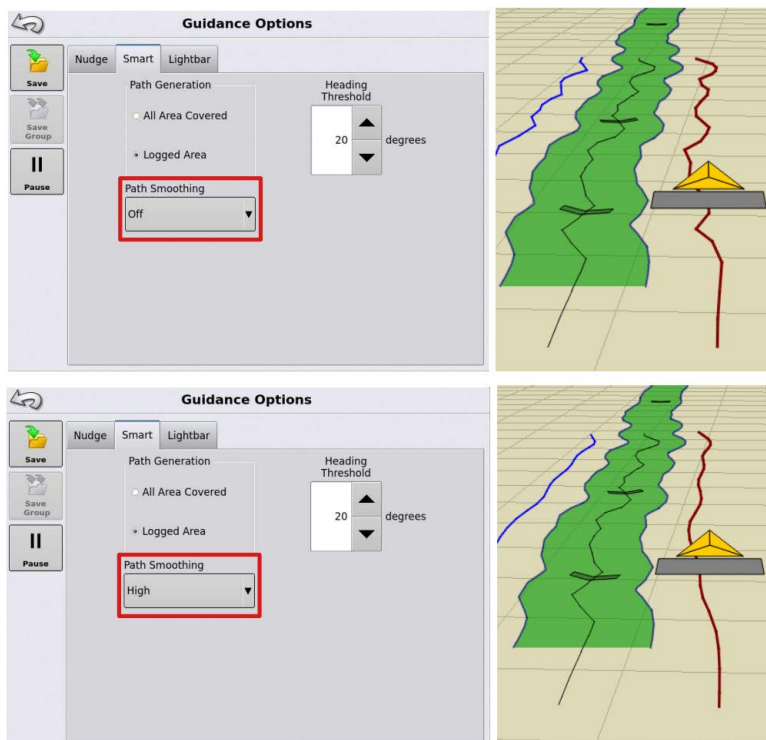 Guidance Options
Save
Save
Group
Pause
Nudge Smart Lightbar
Path Generation
All Area Covered
Logged Area
Heading
Threshold
20 degrees
Path Smoothing
Off
Guidance Options
Save
Save
Group
Pause
Nudge Smart Lightbar
Path Generation
All Area Covered
Logged Area
Heading
Threshold
20 degrees
Path Smoothing
High